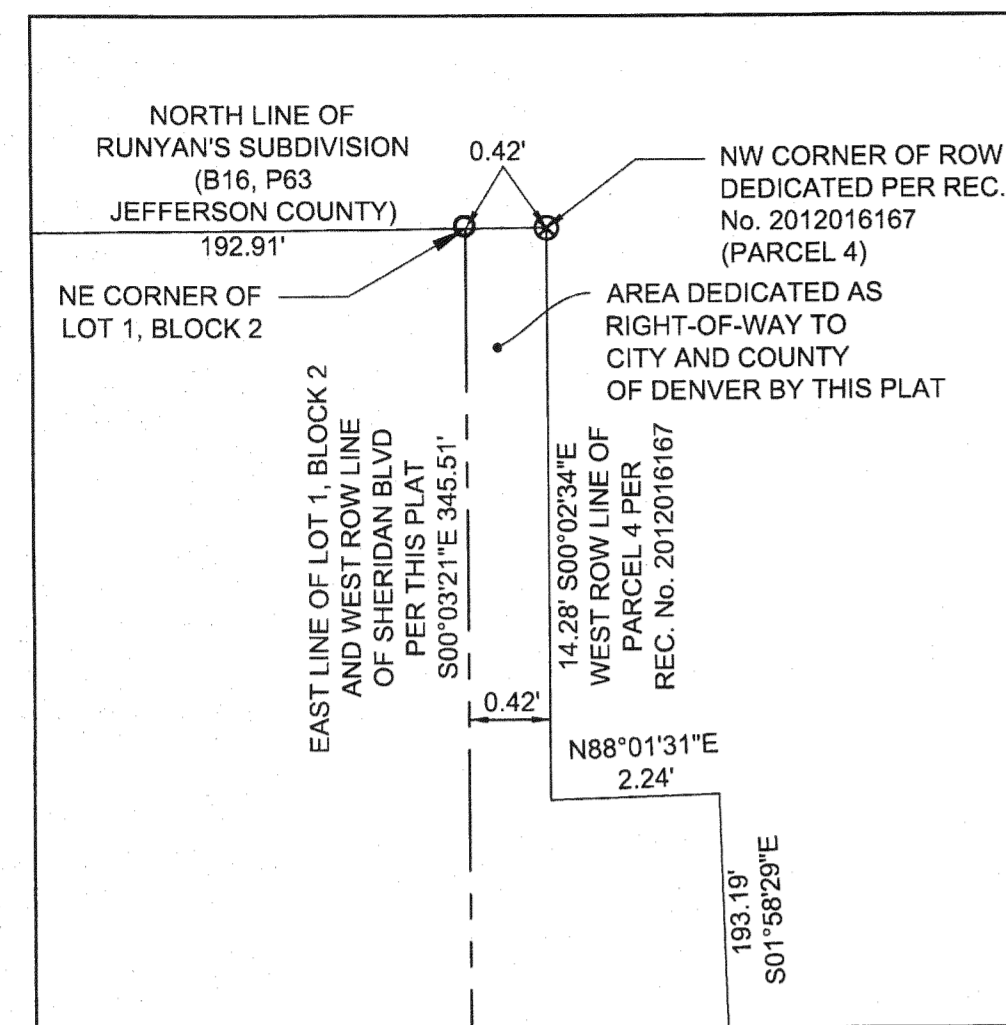 NORTH LINE OF
RUNYAN'S SUBDIVISION
(B16, P63
JEFFERSON COUNTY)
192.91'
0.42'
NW CORNER OF ROW
DEDICATED PER REC.
No. 2012016167
(PARCEL 4)
NE CORNER OF
LOT 1, BLOCK 2
AREA DEDICATED AS
RIGHT-OF-WAY TO
CITY AND COUNTY
OF DENVER BY THIS PLAT
EAST LINE OF LOT 1, BLOCK 2
AND WEST ROW LINE
OF SHERIDAN BLVD
PER THIS PLAT
S00°03'21"E 345.51'
14.28' S00°02'34"E
WEST ROW LINE OF
PARCEL 4 PER
REC. No. 2012016167
0.42'
N88°01'31"E
2.24'
193.19'
S01°58'29"E